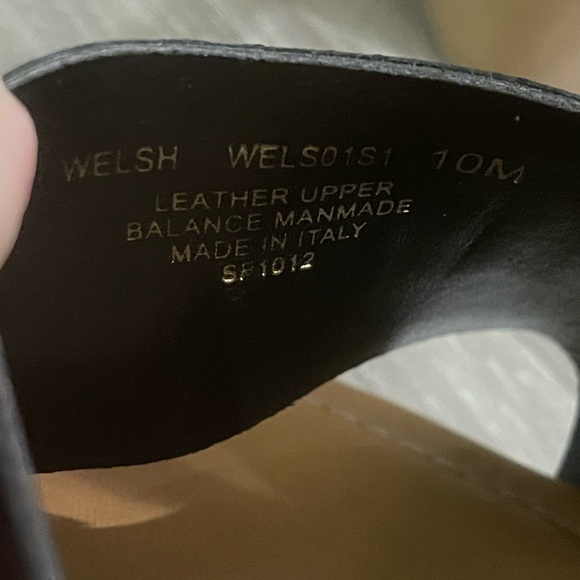 WELSH WELS01S1 10M
LEATHER UPPER
BALANCE MANMADE
MADE IN ITALY
SF1012